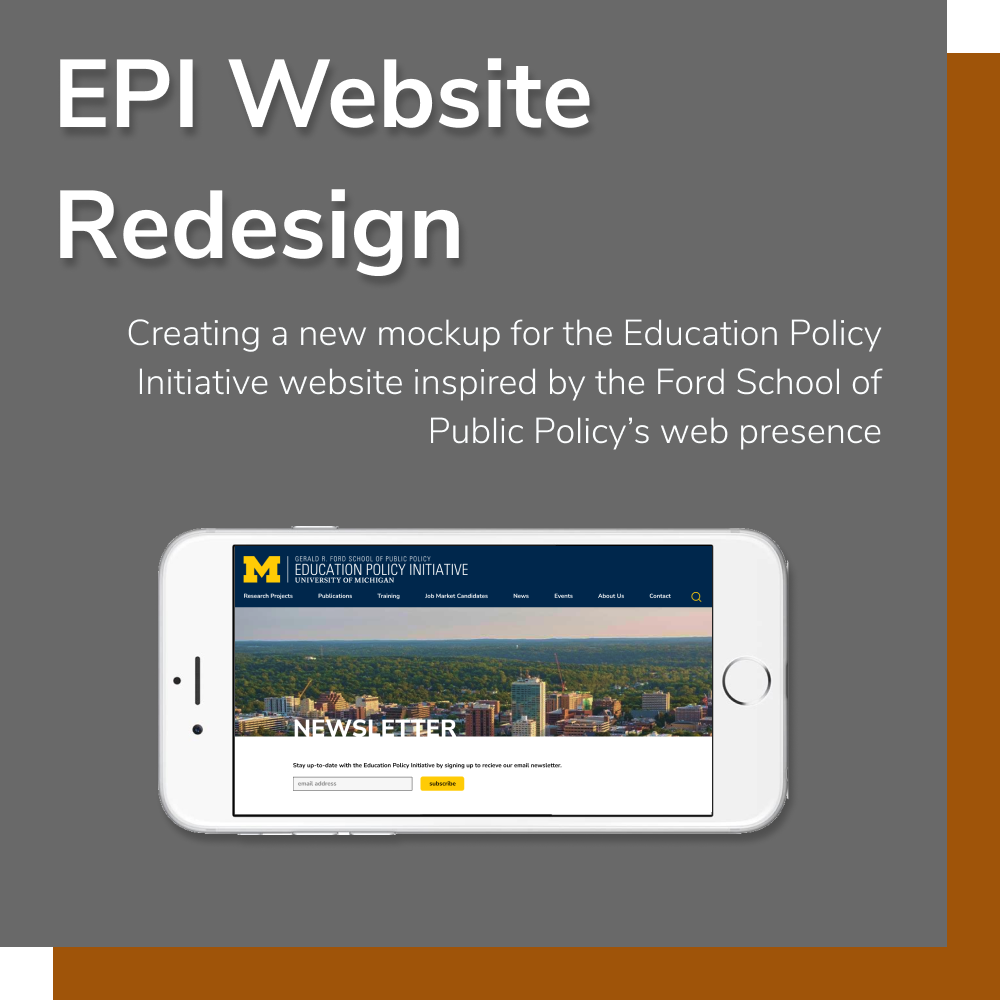 EPI Website
Redesign
Creating a new mockup for the Education Policy
Initiative website inspired by the Ford School of
Public Policy’s web presence
M
GERALD R. FORD SCHOOL OF PUBLIC POLICY
EDUCATION POLICY INITIATIVE
UNIVERSITY OF MICHIGAN
Research Projects Publications Training Job Market Candidates News Events About Us Contact
NEWSLETTER
Stay up-to-date with the Education Policy Initiative by signing up to recieve our email newsletter.
email address subscribe